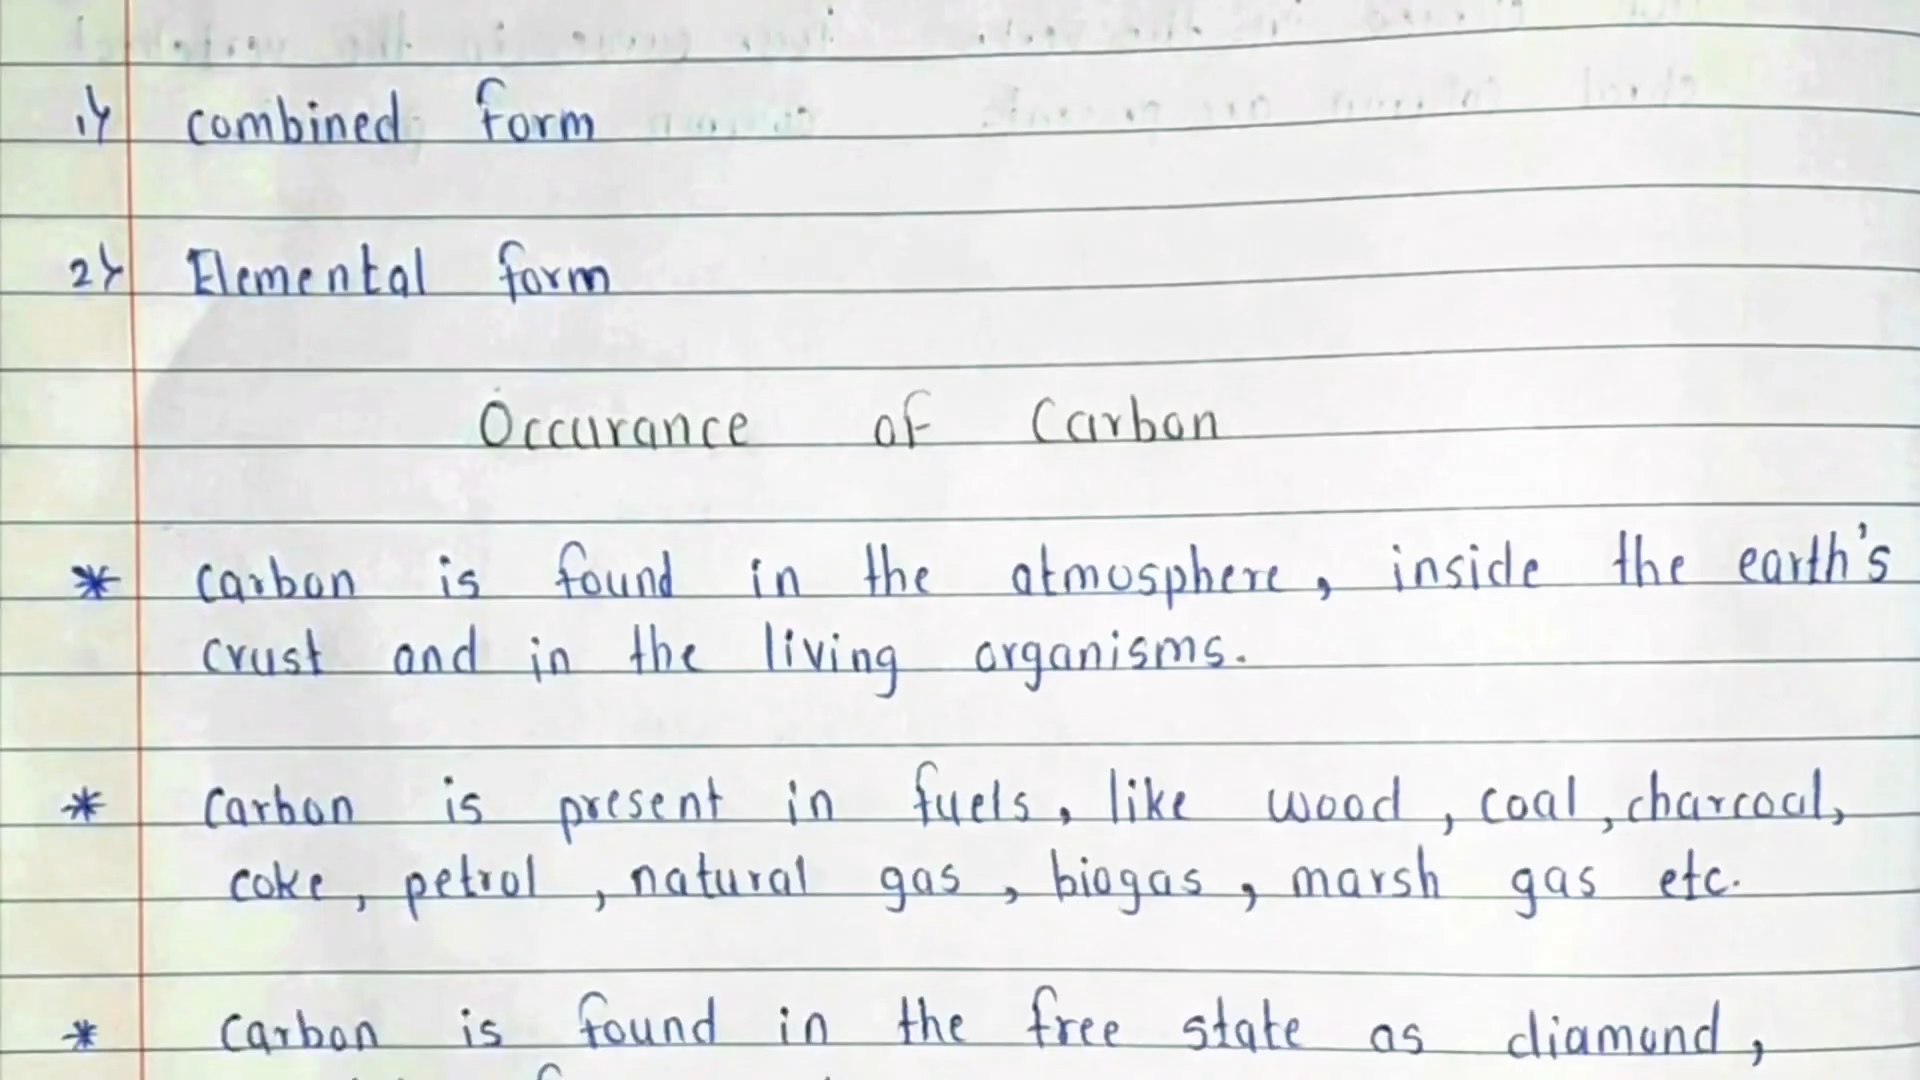 1) combined form
2) Elemental form
Occurance of Carbon
* carbon is found in the atmosphere, inside the earth's
crust and in the living organisms.
* Carbon is present in fuels, like wood, coal, charcoal,
coke, petrol, natural gas, biogas, marsh gas etc.
* Carbon is found in the free state as diamond,